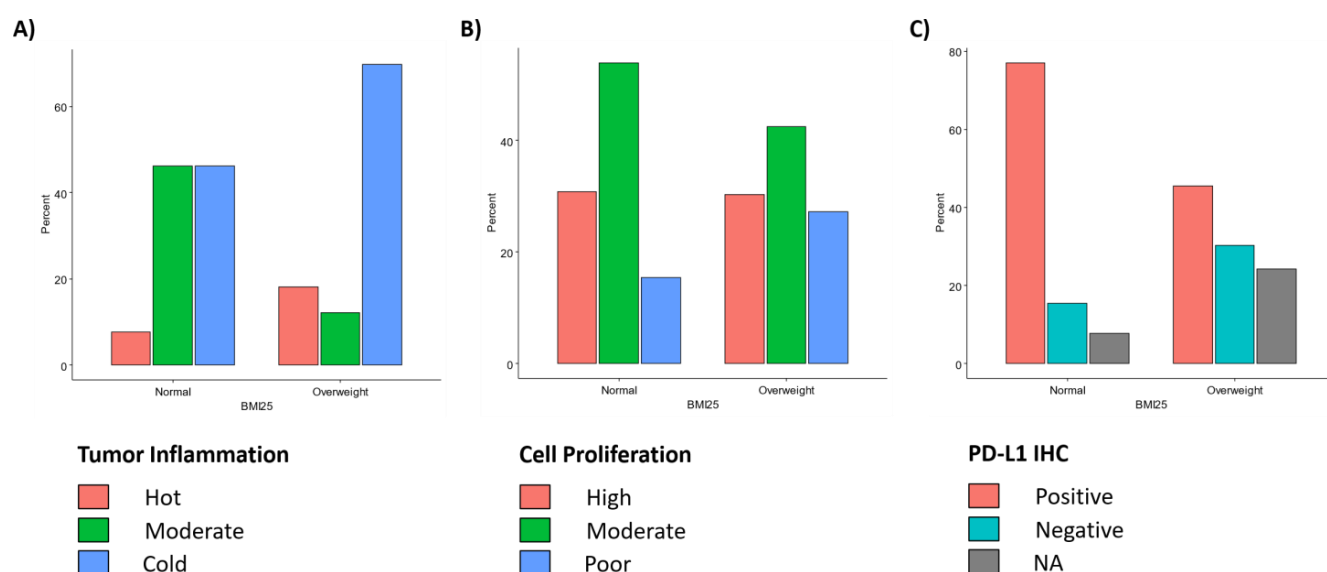 A)
60
40
20
0
Percent
Normal
Overweight
BMI25
Tumor Inflammation
Hot
Moderate
Cold
B)
40
20
0
Percent
Normal
Overweight
BMI25
Cell Proliferation
High
Moderate
Poor
C)
80
60
40
20
0
Percent
Normal
Overweight
BMI25
PD-L1 IHC
Positive
Negative
NA